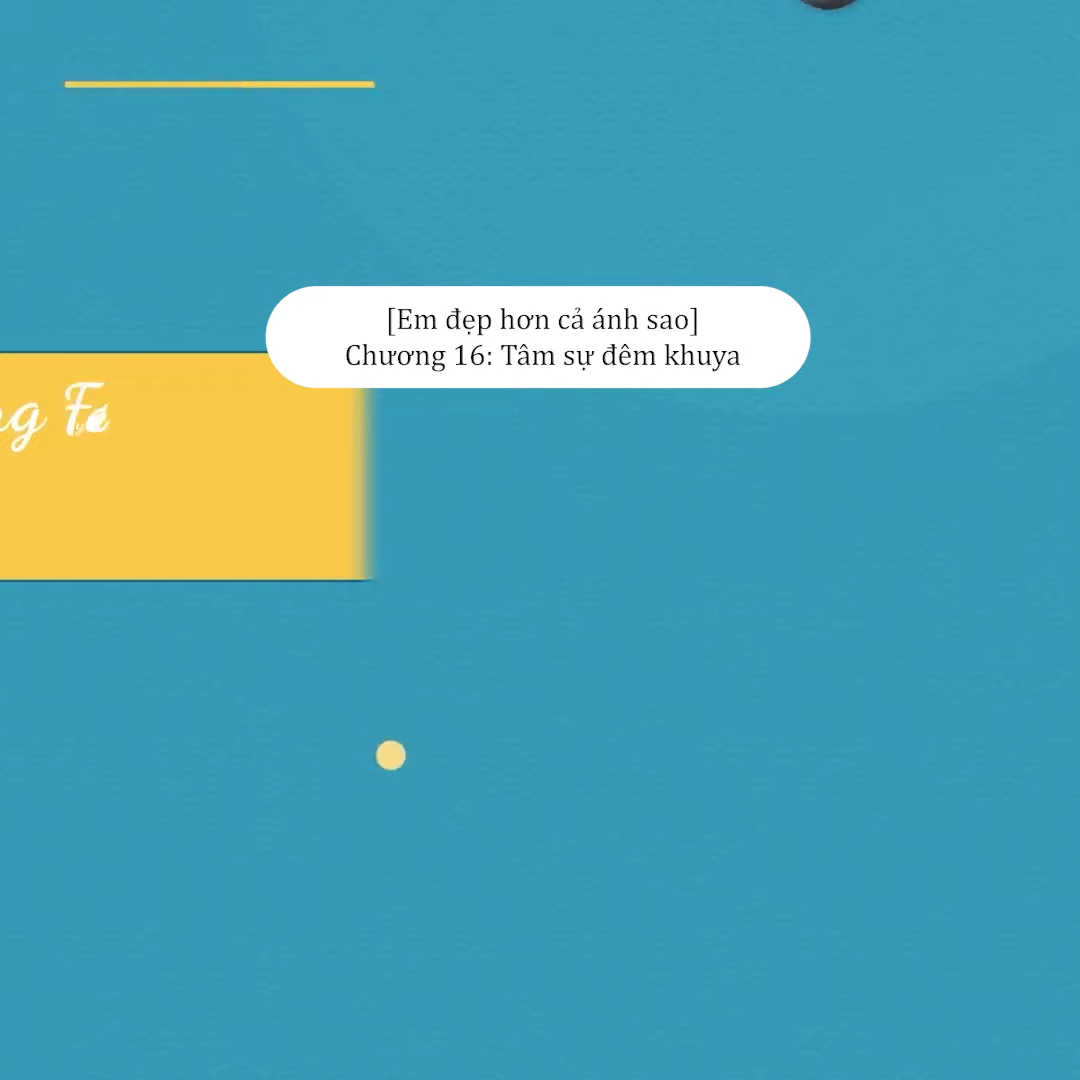 [Em đẹp hơn cả ánh sao]
Chương 16: Tâm sự đêm khuya